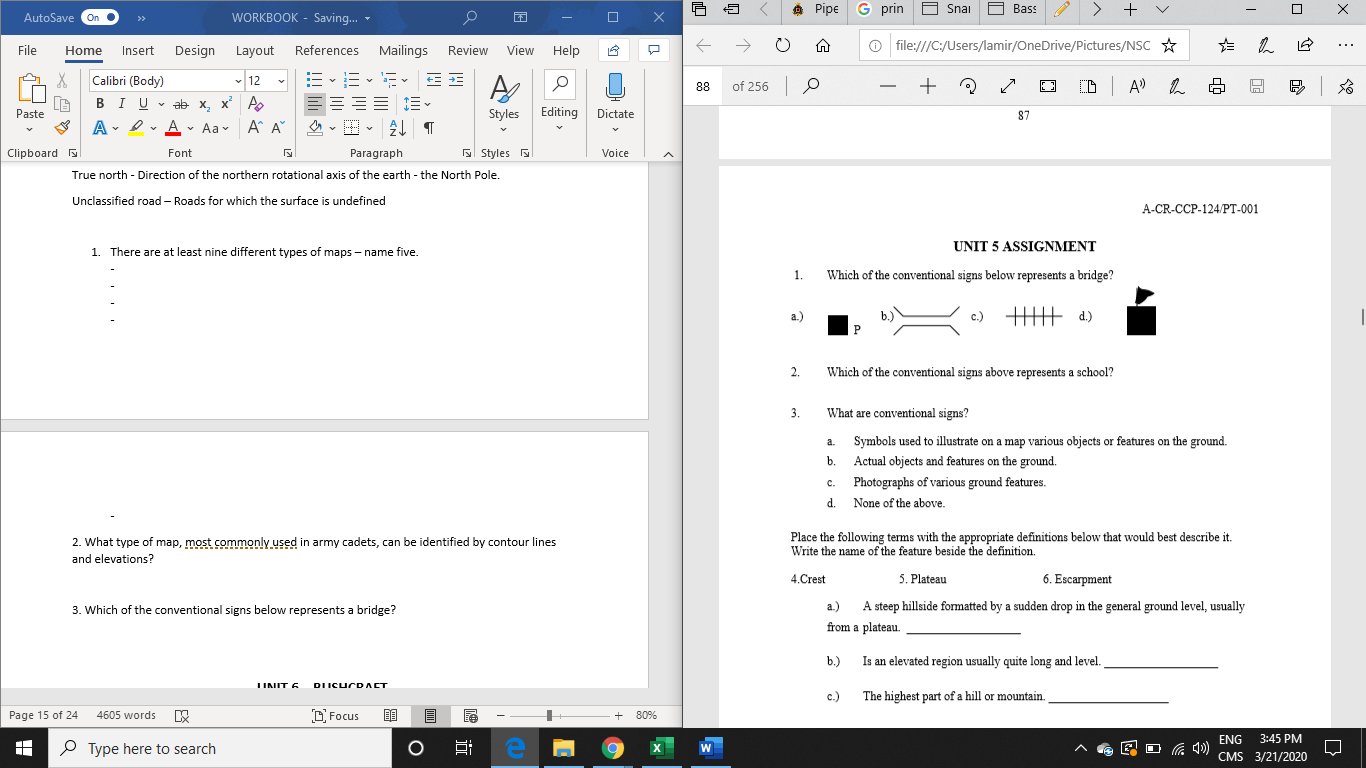 AutoSave On WORKBOOK - Saving...
File Home Insert Design Layout References Mailings Review View Help
Calibri (Body) 12
Paste
B I U ab x₂ x²
A A Aa A A
Styles Editing Dictate
Clipboard Font Paragraph Styles Voice
True north - Direction of the northern rotational axis of the earth - the North Pole.
Unclassified road – Roads for which the surface is undefined
1. There are at least nine different types of maps – name five.
-
-
-
-
-
2. What type of map, most commonly used in army cadets, can be identified by contour lines
and elevations?
3. Which of the conventional signs below represents a bridge?
Page 15 of 24 4605 words Focus 80%
Pipe prin Snai Bass
file:///C:/Users/lamir/OneDrive/Pictures/NSC
88 of 256
87
A-CR-CCP-124/PT-001
UNIT 5 ASSIGNMENT
1. Which of the conventional signs below represents a bridge?
a.) P b.) c.) d.)
2. Which of the conventional signs above represents a school?
3. What are conventional signs?
a. Symbols used to illustrate on a map various objects or features on the ground.
b. Actual objects and features on the ground.
c. Photographs of various ground features.
d. None of the above.
Place the following terms with the appropriate definitions below that would best describe it.
Write the name of the feature beside the definition.
4.Crest 5. Plateau 6. Escarpment
a.) A steep hillside formatted by a sudden drop in the general ground level, usually
from a plateau.
b.) Is an elevated region usually quite long and level.
c.) The highest part of a hill or mountain.
Type here to search
ENG 3:45 PM
CMS 3/21/2020